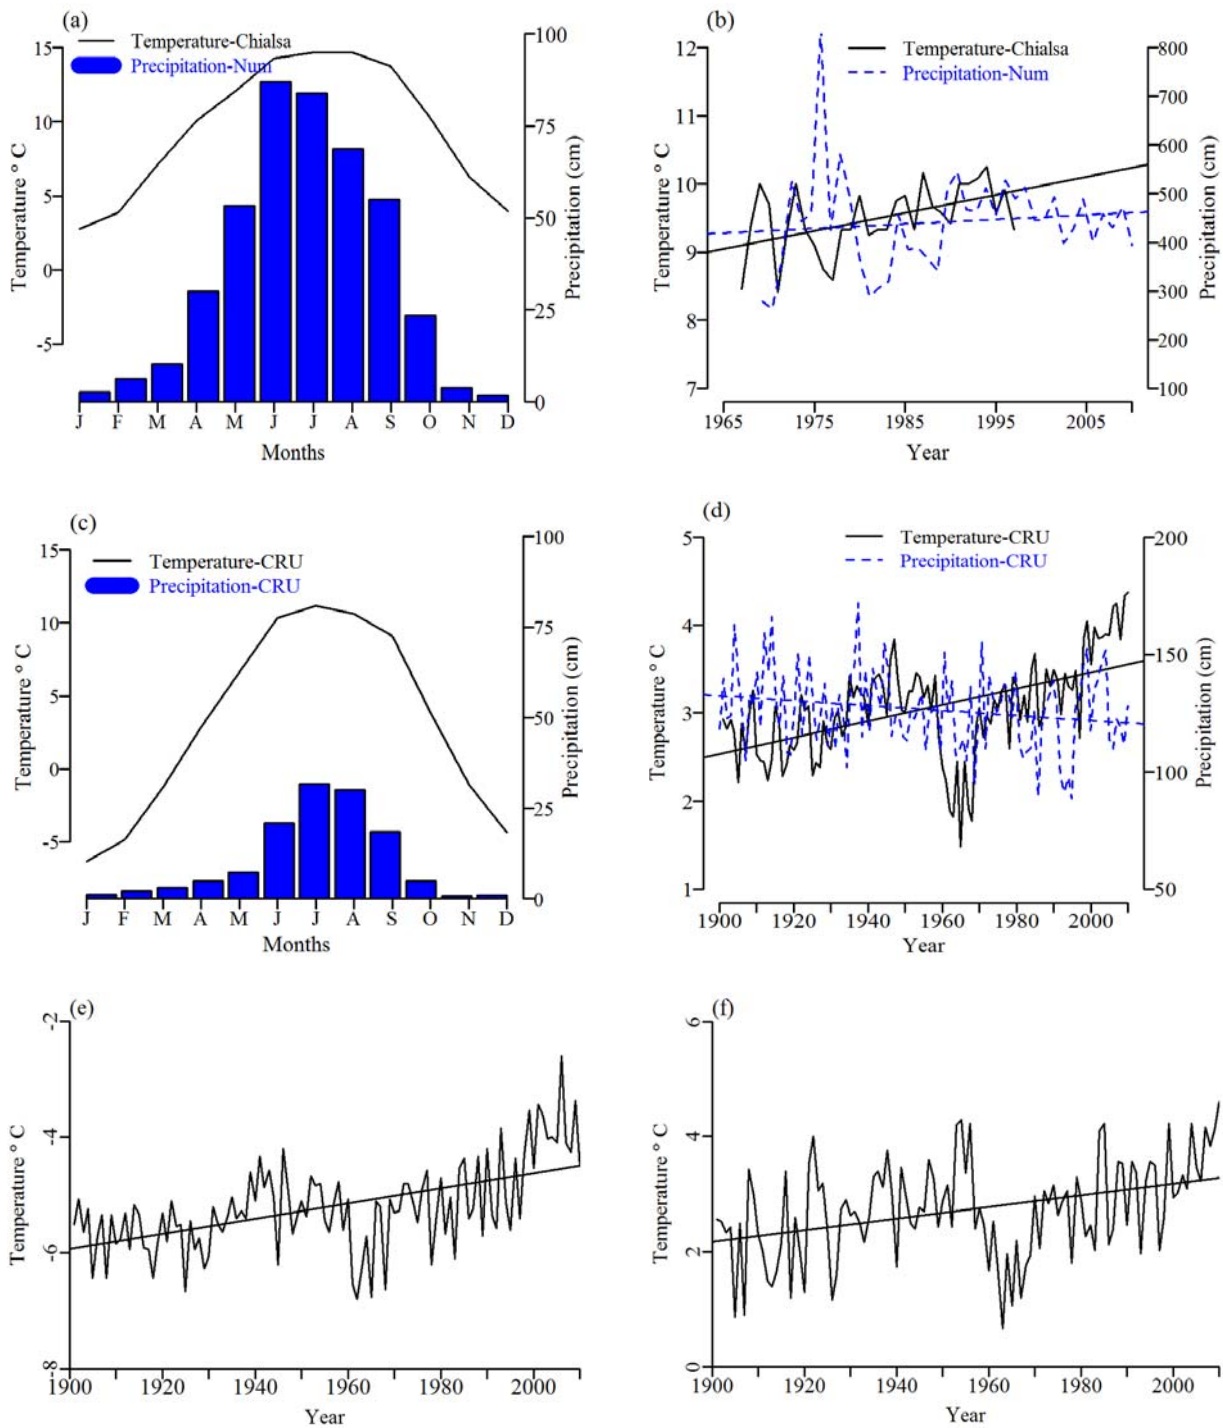 (a)
Temperature-Chialsa
Precipitation-Num
15
10
5
0
-5
Temperature ° C
100
75
50
25
0
Precipitation (cm)
J F M A M J J A S O N D
Months
(b)
Temperature-Chialsa
Precipitation-Num
12
11
10
9
8
7
Temperature ° C
800
700
600
500
400
300
200
100
Precipitation (cm)
1965 1975 1985 1995 2005
Year
(c)
Temperature-CRU
Precipitation-CRU
15
10
5
0
-5
Temperature ° C
100
75
50
25
0
Precipitation (cm)
J F M A M J J A S O N D
Months
(d)
Temperature-CRU
Precipitation-CRU
5
4
3
2
1
Temperature ° C
200
150
100
50
Precipitation (cm)
1900 1920 1940 1960 1980 2000
Year
(e)
-2
-4
-6
-8
Temperature ° C
1900 1920 1940 1960 1980 2000
Year
(f)
6
4
2
0
Temperature ° C
1900 1920 1940 1960 1980 2000
Year